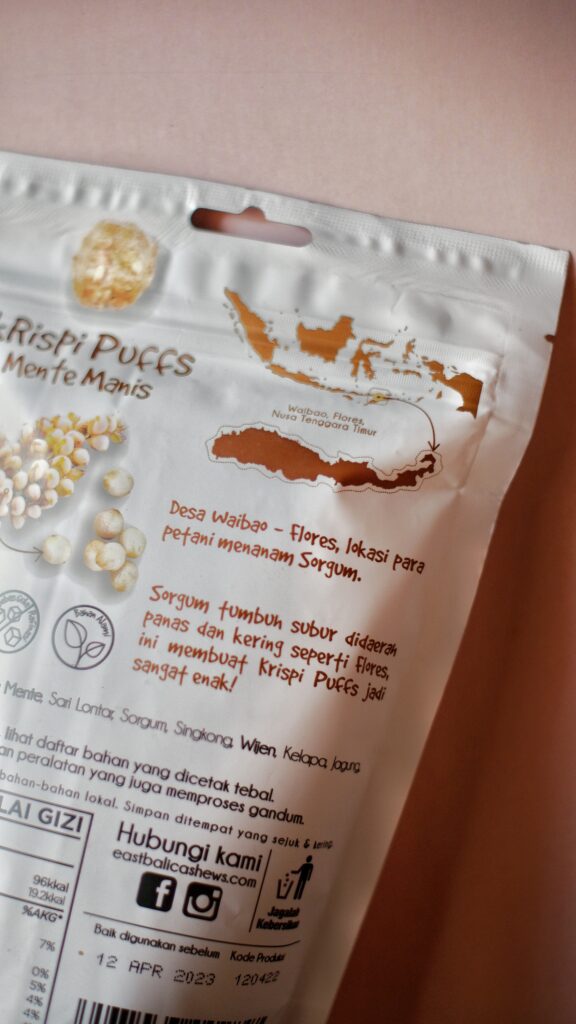 KRispi Puffs
Mente Manis
Waibao, Flores,
Nusa Tenggara Timur
Desa Waibao - Flores, lokasi para
petani menanam Sorgum.
Sorgum tumbuh subur didaerah
panas dan kering seperti Flores,
ini membuat Krispi Puffs jadi
sangat enak!
Bahan Alami
Mente, Sari Lontar, Sorgum, Singkong, Wijen, Kelapa, Jagung,
lihat daftar bahan yang dicetak tebal.
peralatan yang juga memproses gandum.
bahan-bahan lokal. Simpan ditempat yang sejuk & kering
LAI GIZI
96kkal
19.2kkal
%AKG*
7%
0%
5%
4%
4%
Hubungi kami
eastbalicashews.com
Jagalah
Kebersihan
Baik digunakan sebelum Kode Produksi
12 APR 2023 120422